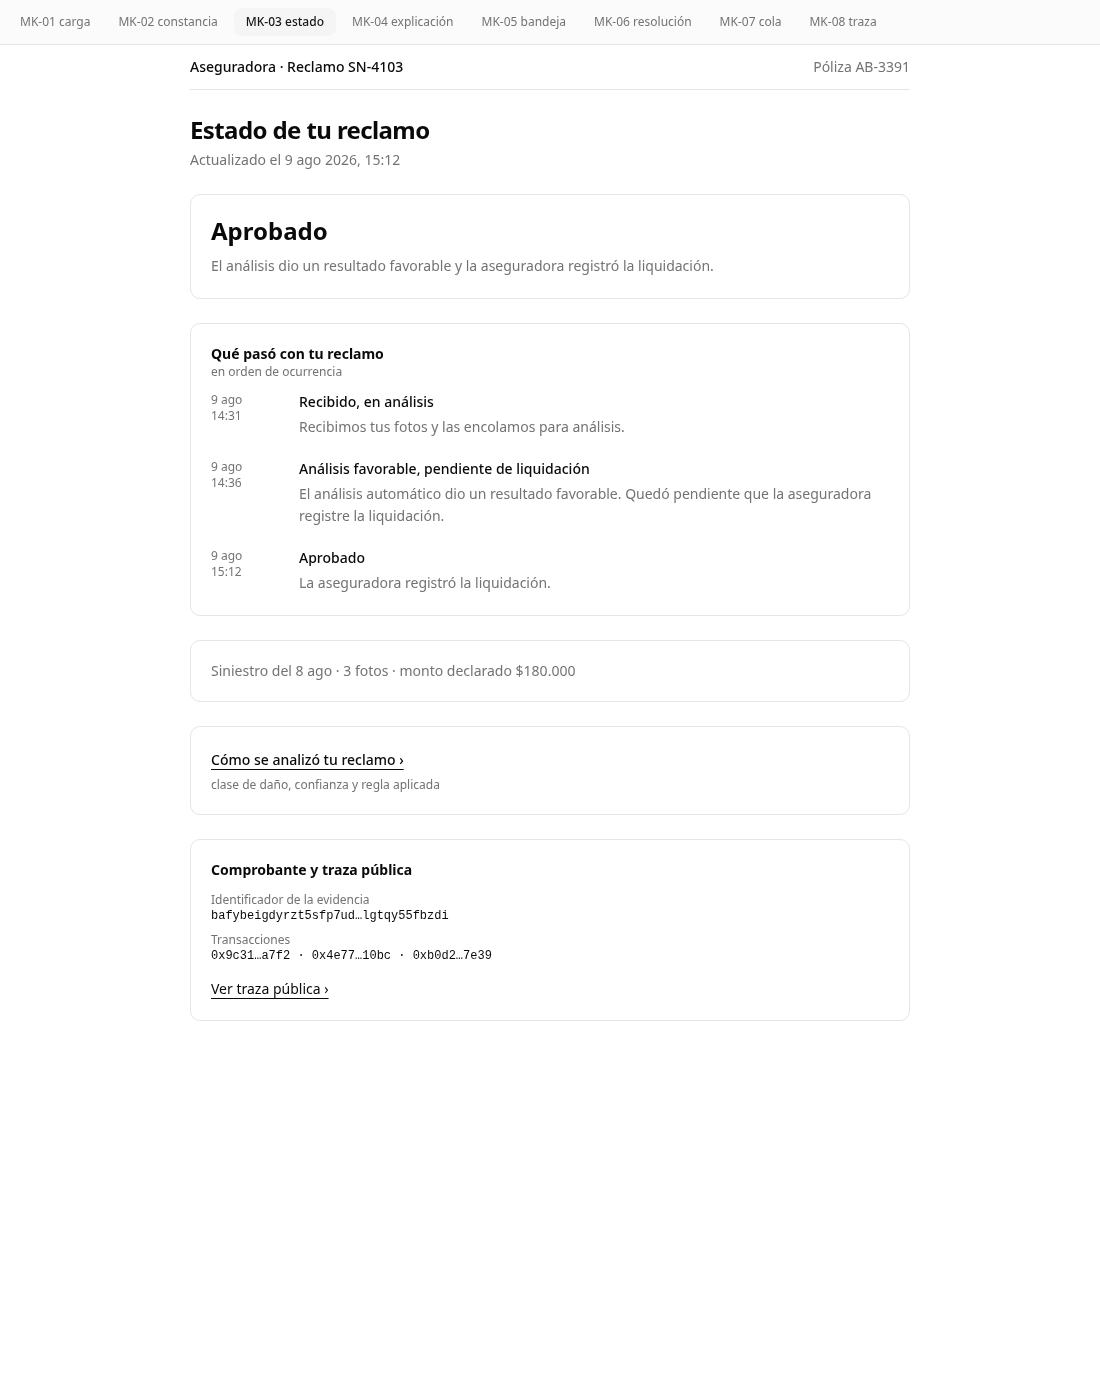 MK-01 carga MK-02 constancia MK-03 estado MK-04 explicación MK-05 bandeja MK-06 resolución MK-07 cola MK-08 traza
Aseguradora · Reclamo SN-4103 Póliza AB-3391
Estado de tu reclamo
Actualizado el 9 ago 2026, 15:12
Aprobado
El análisis dio un resultado favorable y la aseguradora registró la liquidación.
Qué pasó con tu reclamo
en orden de ocurrencia
9 ago
14:31
Recibido, en análisis
Recibimos tus fotos y las encolamos para análisis.
9 ago
14:36
Análisis favorable, pendiente de liquidación
El análisis automático dio un resultado favorable. Quedó pendiente que la aseguradora
registre la liquidación.
9 ago
15:12
Aprobado
La aseguradora registró la liquidación.
Siniestro del 8 ago · 3 fotos · monto declarado $180.000
Cómo se analizó tu reclamo ›
clase de daño, confianza y regla aplicada
Comprobante y traza pública
Identificador de la evidencia
bafybeigdyrzt5sfp7ud…lgtqy55fbzdi
Transacciones
0x9c31…a7f2 · 0x4e77…10bc · 0xb0d2…7e39
Ver traza pública ›